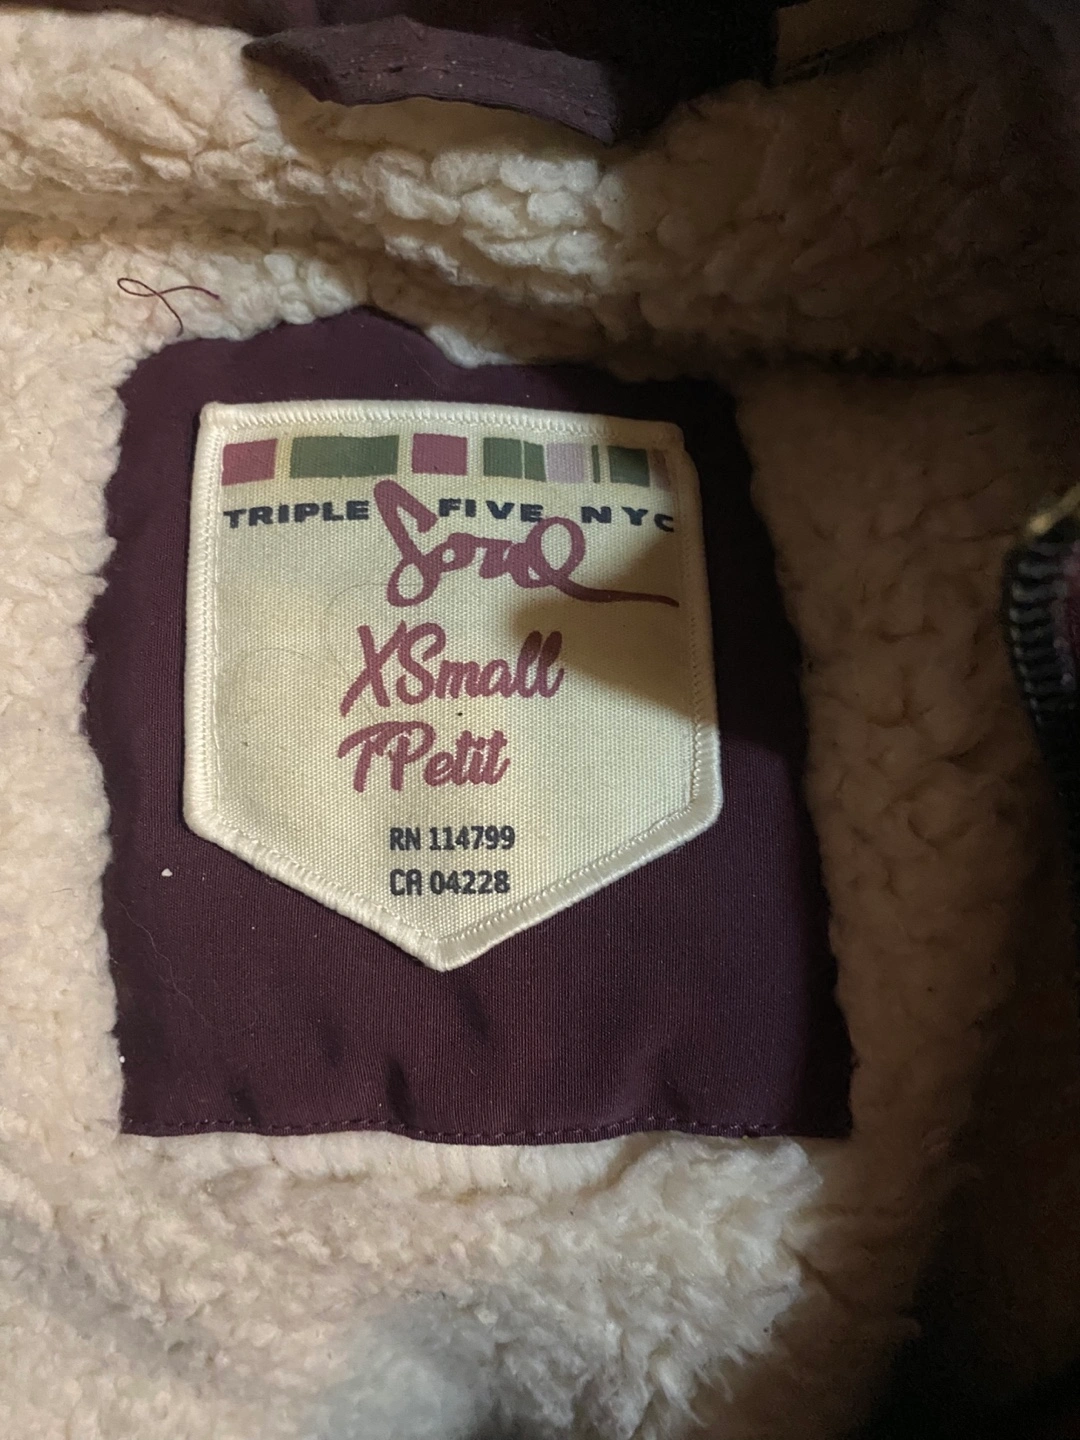 TRIPLE FIVE NYC
Soul
XSmall
TPetit
RN 114799
CA 04228